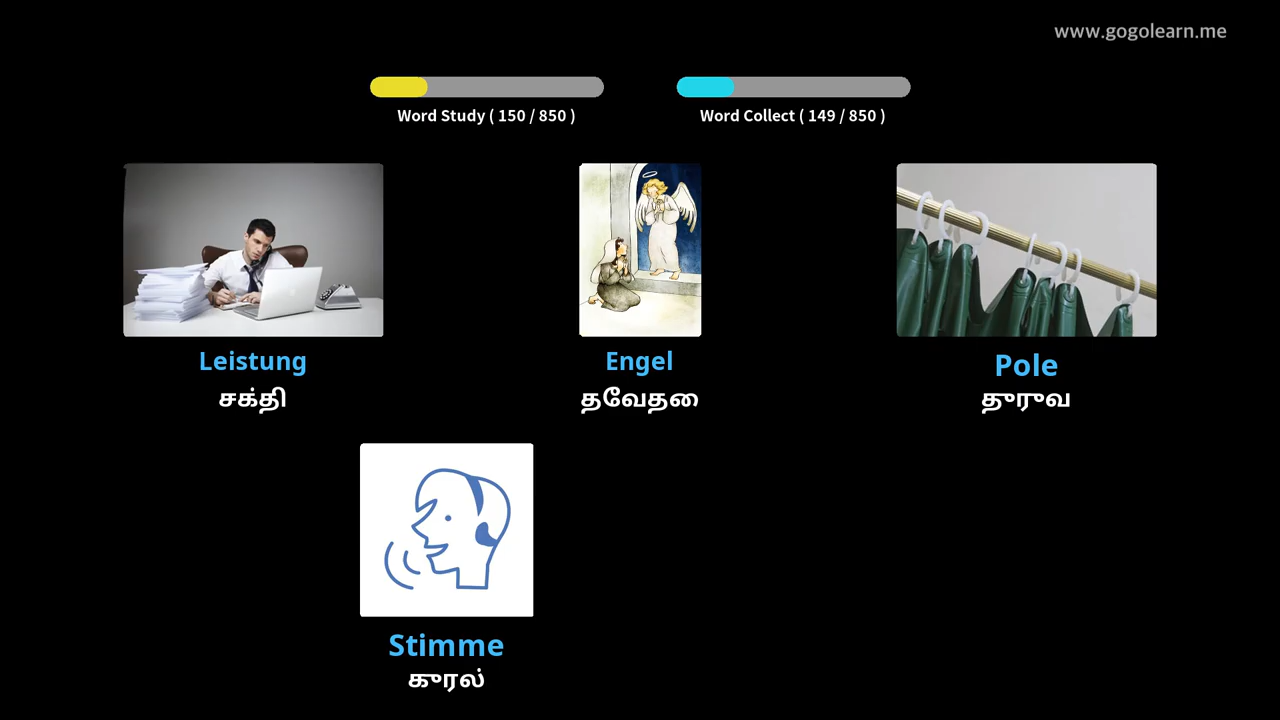 www.gogolearn.me
Word Study ( 150 / 850 )
Word Collect ( 149 / 850 )
Leistung
சக்தி
Engel
தவேதை
Pole
துருவ
Stimme
குரல்